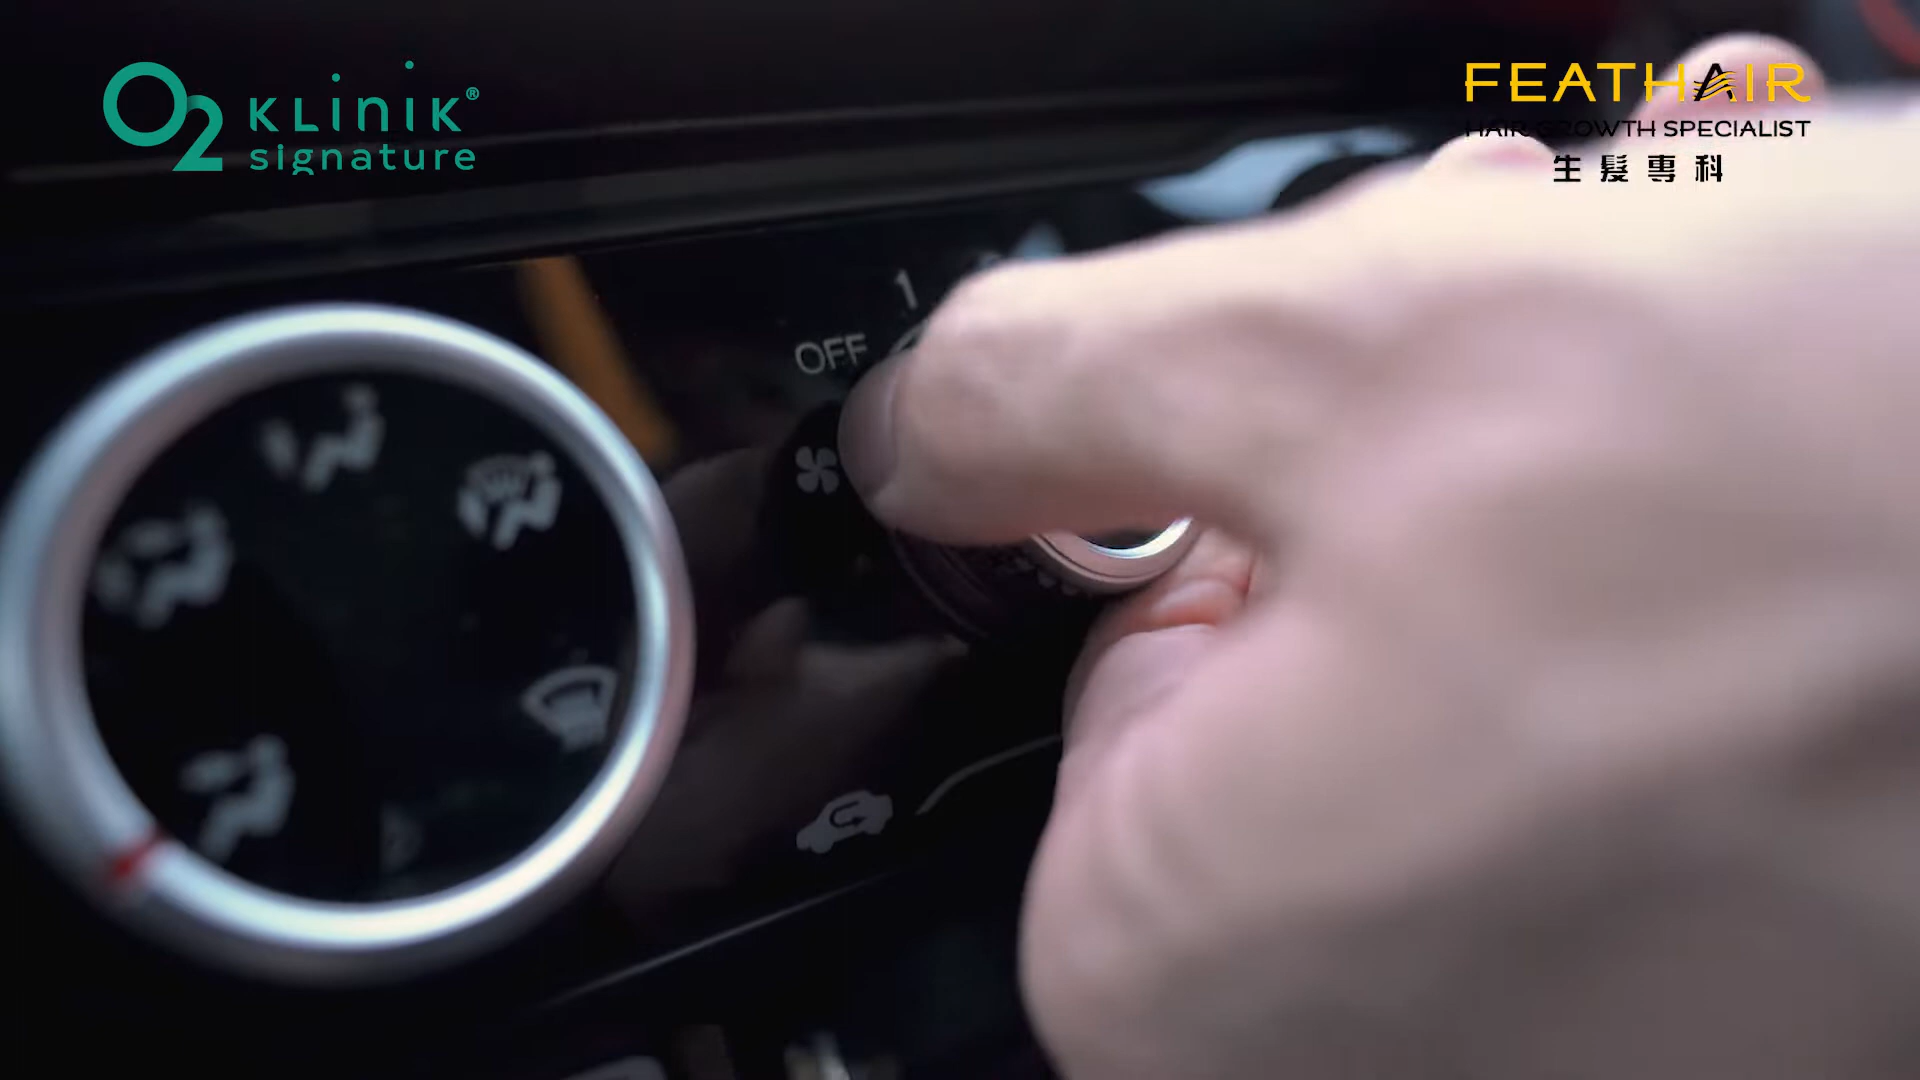 O2 KLINIK®
signature
FEATHAIR
HAIR GROWTH SPECIALIST
生髮專科
1
OFF